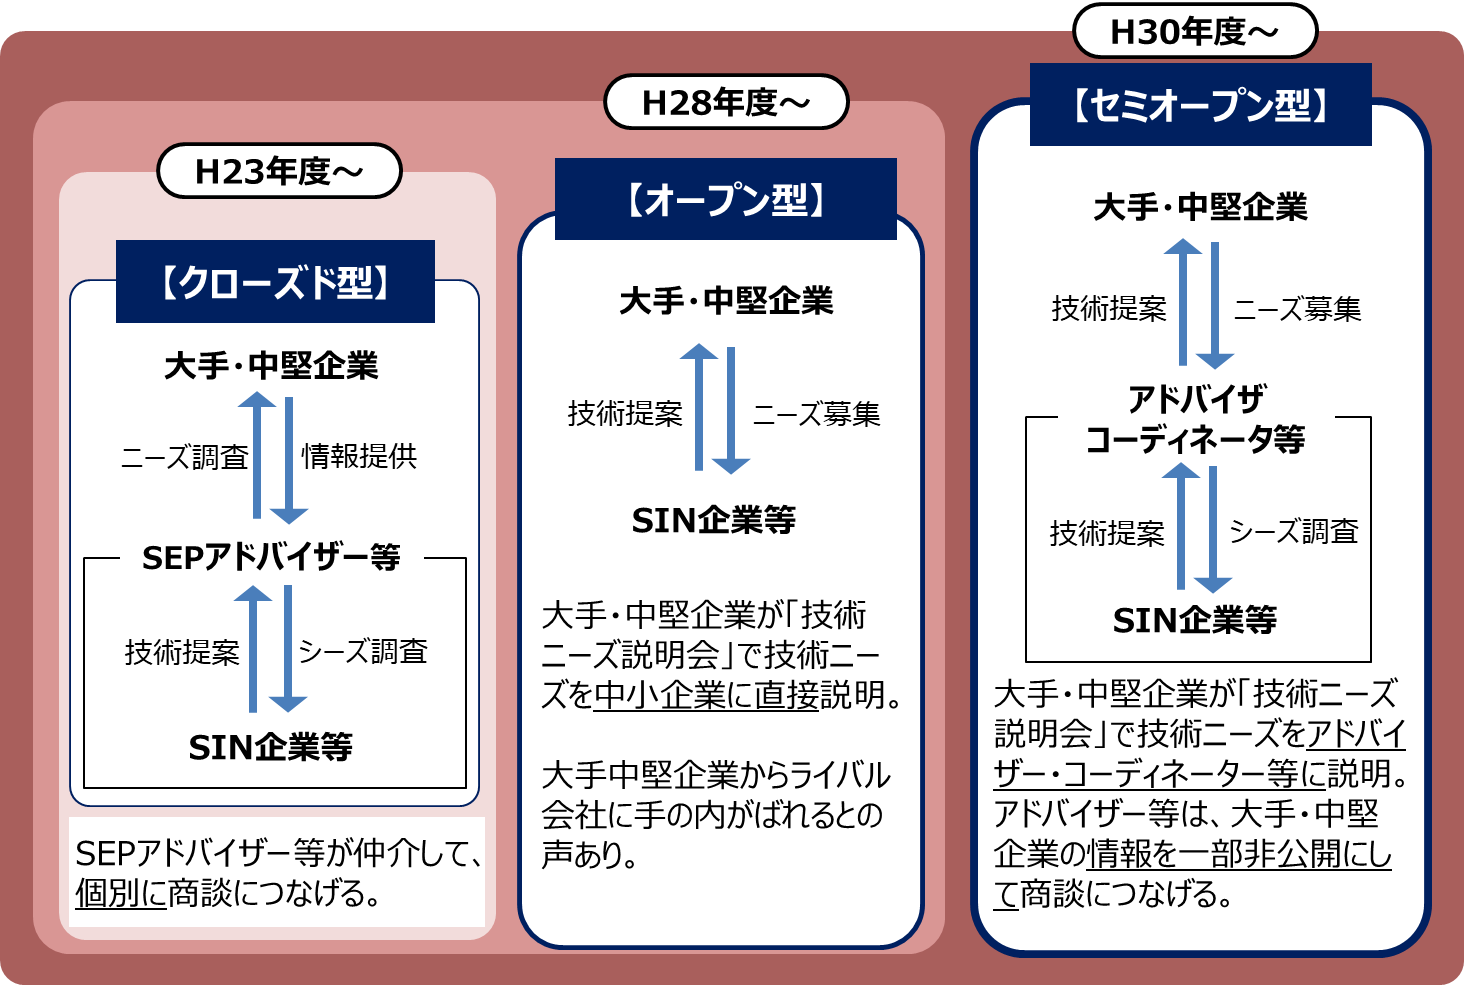 H23年度～
【クローズド型】
大手・中堅企業
ニーズ調査
情報提供
SEPアドバイザー等
技術提案
シーズ調査
SIN企業等
SEPアドバイザー等が仲介して、
個別に商談につなげる。
H28年度～
【オープン型】
大手・中堅企業
技術提案
ニーズ募集
SIN企業等
大手・中堅企業が「技術
ニーズ説明会」で技術ニー
ズを中小企業に直接説明。
大手中堅企業からライバル
会社に手の内がばれるとの
声あり。
H30年度～
【セミオープン型】
大手・中堅企業
技術提案
ニーズ募集
アドバイザ
コーディネータ等
技術提案
シーズ調査
SIN企業等
大手・中堅企業が「技術ニーズ
説明会」で技術ニーズをアドバイ
ザー・コーディネーター等に説明。
アドバイザー等は、大手・中堅
企業の情報を一部非公開にし
て商談につなげる。